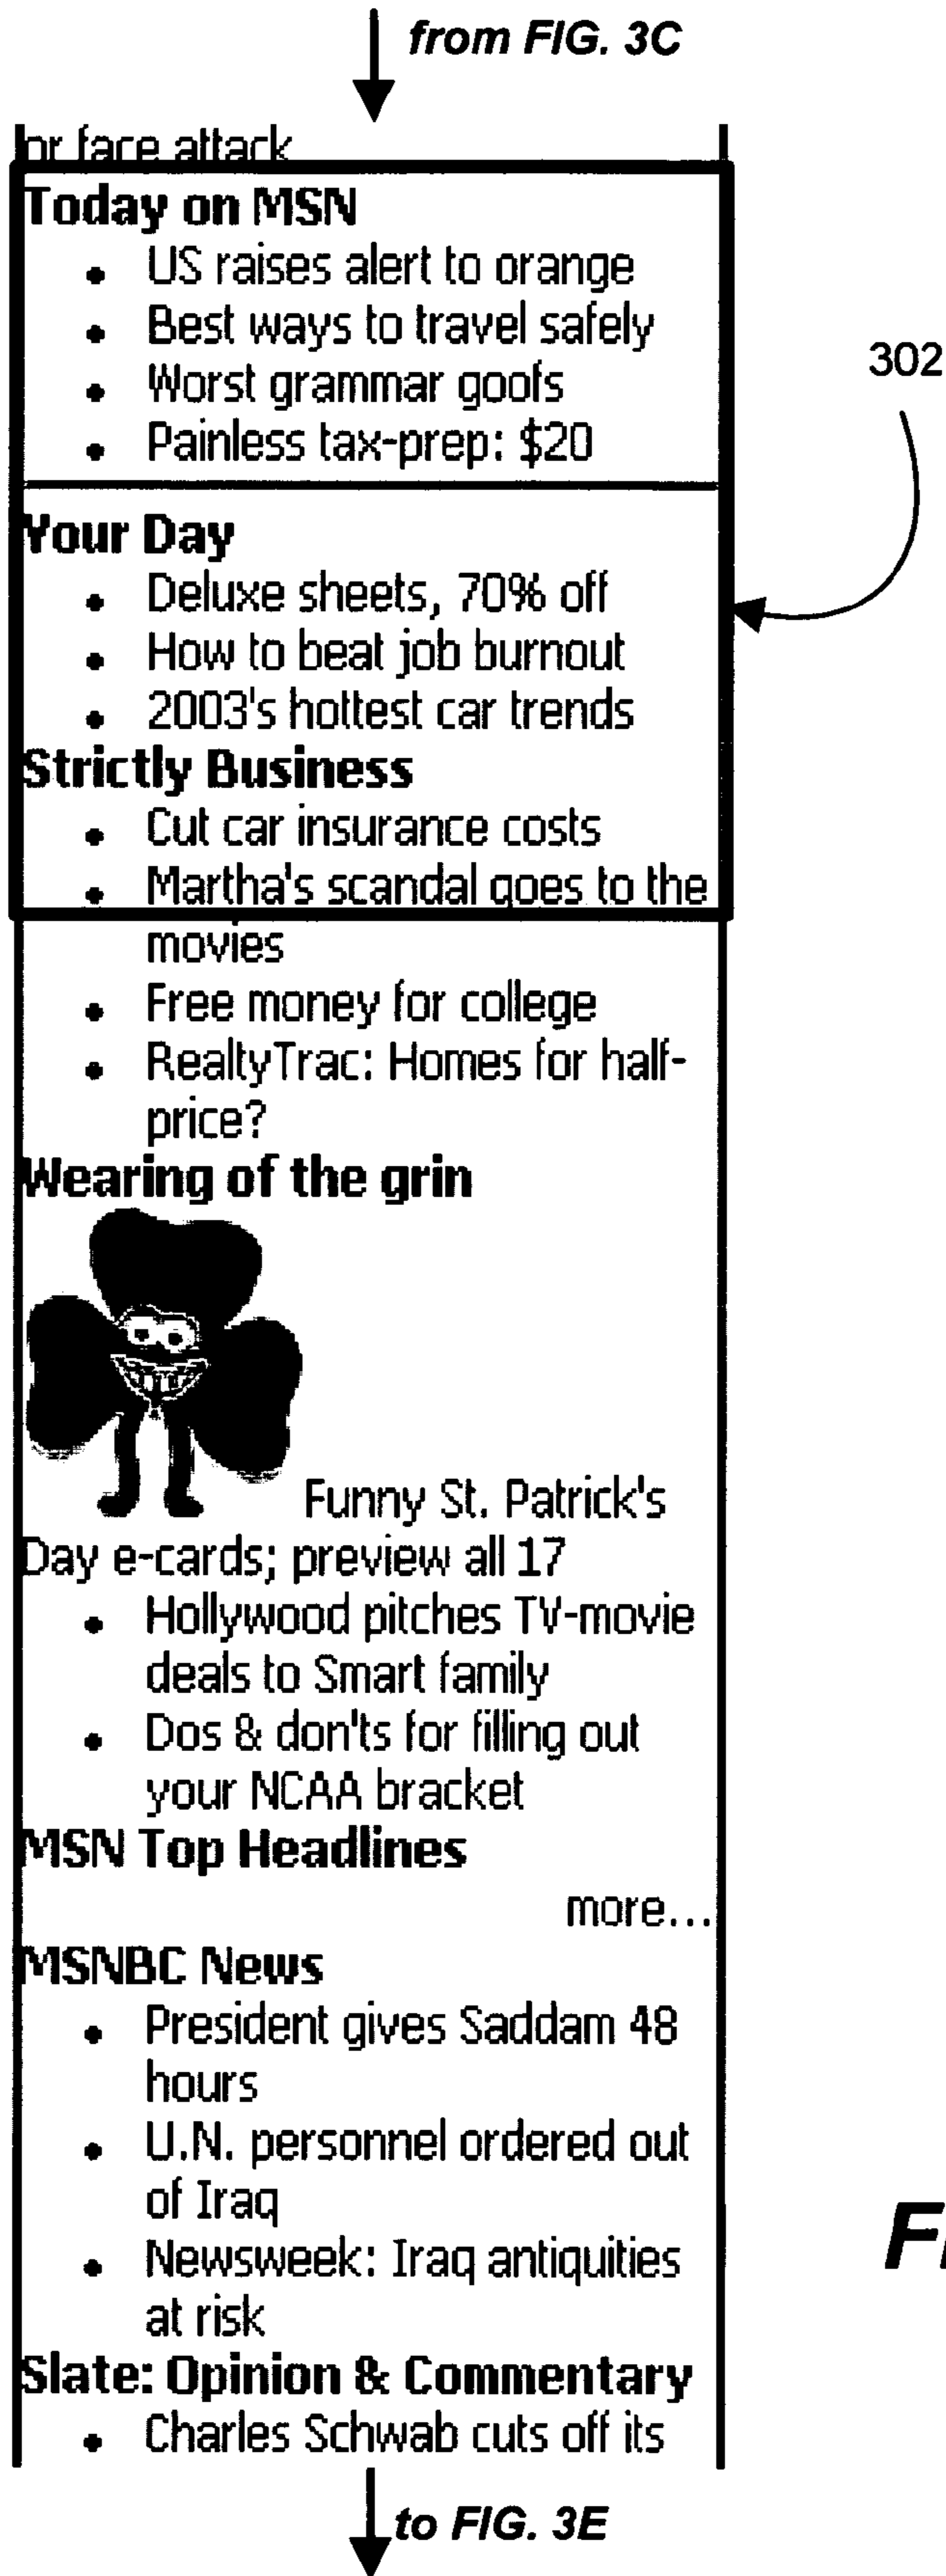 from FIG. 3C
or face attack
Today on MSN
• US raises alert to orange
• Best ways to travel safely
• Worst grammar goofs
• Painless tax-prep: $20
302
Your Day
• Deluxe sheets, 70% off
• How to beat job burnout
• 2003's hottest car trends
Strictly Business
• Cut car insurance costs
• Martha's scandal goes to the
movies
• Free money for college
• RealtyTrac: Homes for half-
price?
Wearing of the grin
Funny St. Patrick's
Day e-cards; preview all 17
• Hollywood pitches TV-movie
deals to Smart family
• Dos & don'ts for filling out
your NCAA bracket
MSN Top Headlines
more...
MSNBC News
• President gives Saddam 48
hours
• U.N. personnel ordered out
of Iraq
• Newsweek: Iraq antiquities
at risk
Slate: Opinion & Commentary
• Charles Schwab cuts off its
to FIG. 3E